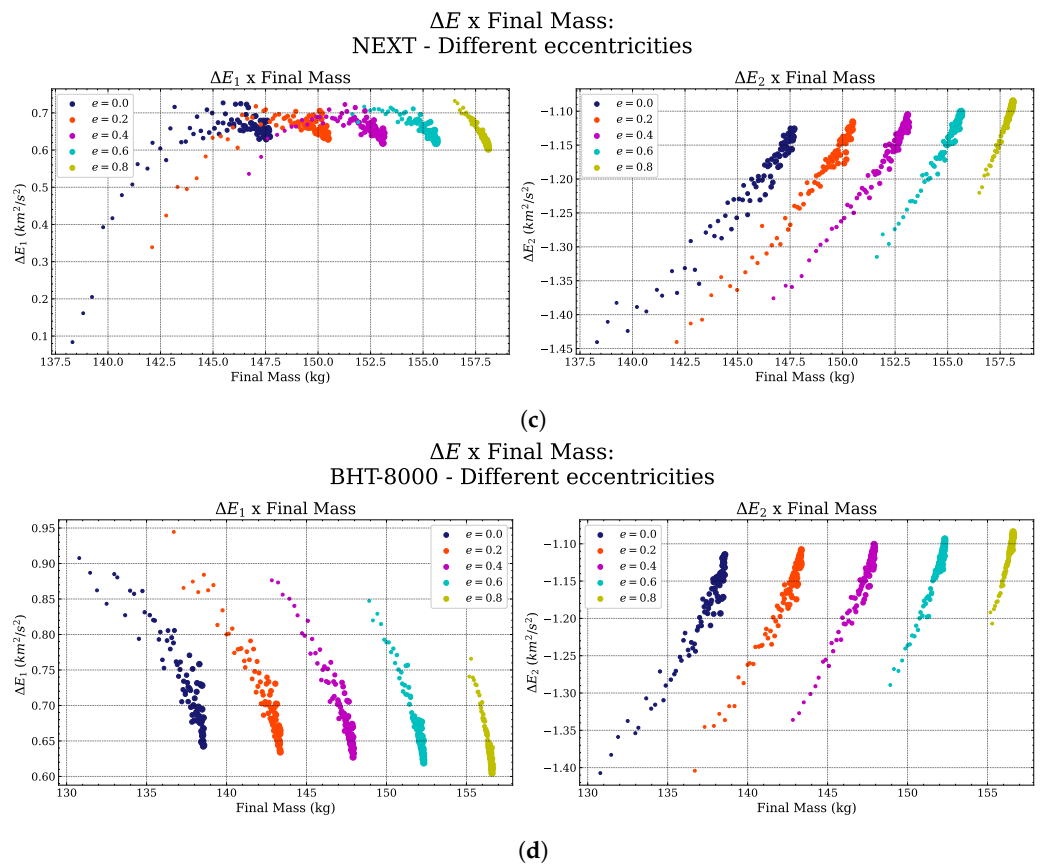 ΔE x Final Mass:
NEXT - Different eccentricities
ΔE₁ x Final Mass
e = 0.0
e = 0.2
e = 0.4
e = 0.6
e = 0.8
ΔE₁ (km²/s²)
0.7
0.6
0.5
0.4
0.3
0.2
0.1
137.5 140.0 142.5 145.0 147.5 150.0 152.5 155.0 157.5
Final Mass (kg)
ΔE₂ x Final Mass
e = 0.0
e = 0.2
e = 0.4
e = 0.6
e = 0.8
ΔE₂ (km²/s²)
−1.10
−1.15
−1.20
−1.25
−1.30
−1.35
−1.40
−1.45
137.5 140.0 142.5 145.0 147.5 150.0 152.5 155.0 157.5
Final Mass (kg)
(c)
ΔE x Final Mass:
BHT-8000 - Different eccentricities
ΔE₁ x Final Mass
e = 0.0
e = 0.2
e = 0.4
e = 0.6
e = 0.8
ΔE₁ (km²/s²)
0.95
0.90
0.85
0.80
0.75
0.70
0.65
0.60
130 135 140 145 150 155
Final Mass (kg)
ΔE₂ x Final Mass
e = 0.0
e = 0.2
e = 0.4
e = 0.6
e = 0.8
ΔE₂ (km²/s²)
−1.10
−1.15
−1.20
−1.25
−1.30
−1.35
−1.40
130 135 140 145 150 155
Final Mass (kg)
(d)